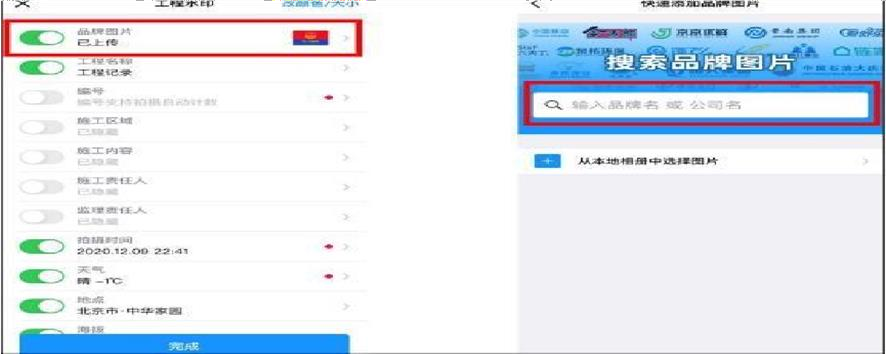 工程水印
改颜色/大小
品牌图片
已上传
工程名称
工程记录
编号
编号支持拍摄自动计数
施工区域
已隐藏
施工内容
已隐藏
施工责任人
已隐藏
监理责任人
已隐藏
拍摄时间
2020.12.09 22:41
天气
晴 -1℃
地点
北京市·中华家园
海拔
完成
快速添加品牌图片
搜索品牌图片
输入品牌名 或 公司名
从本地相册中选择图片